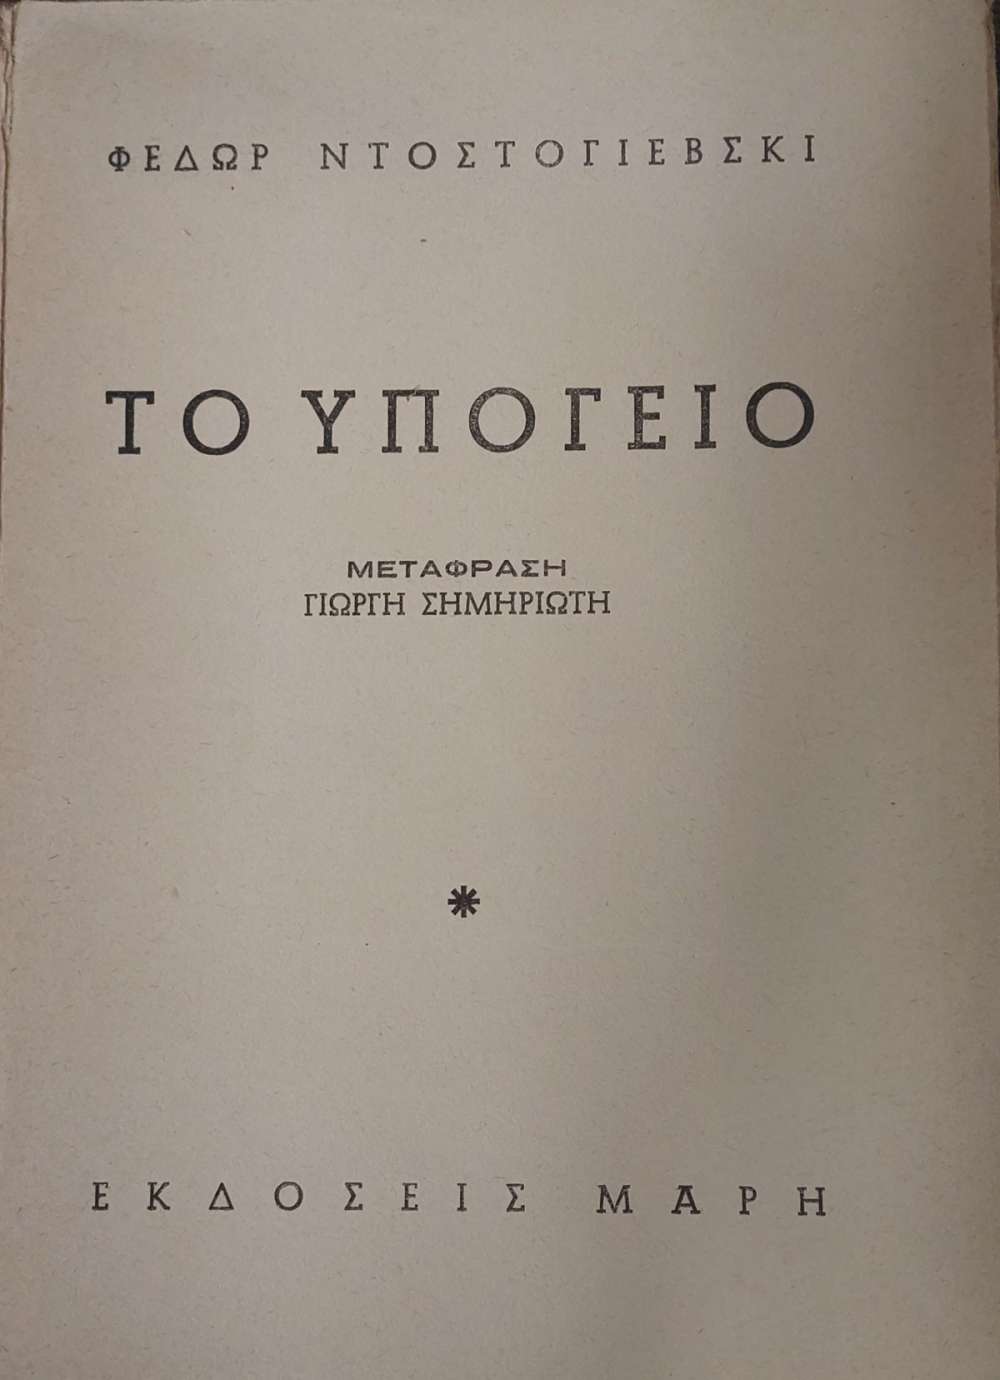 ΦΕΔΩΡ ΝΤΟΣΤΟΓΙΕΒΣΚΙ
ΤΟ ΥΠΟΓΕΙΟ
ΜΕΤΑΦΡΑΣΗ
ΓΙΩΡΓΗ ΣΗΜΗΡΙΩΤΗ
ΕΚΔΟΣΕΙΣ ΜΑΡΗ